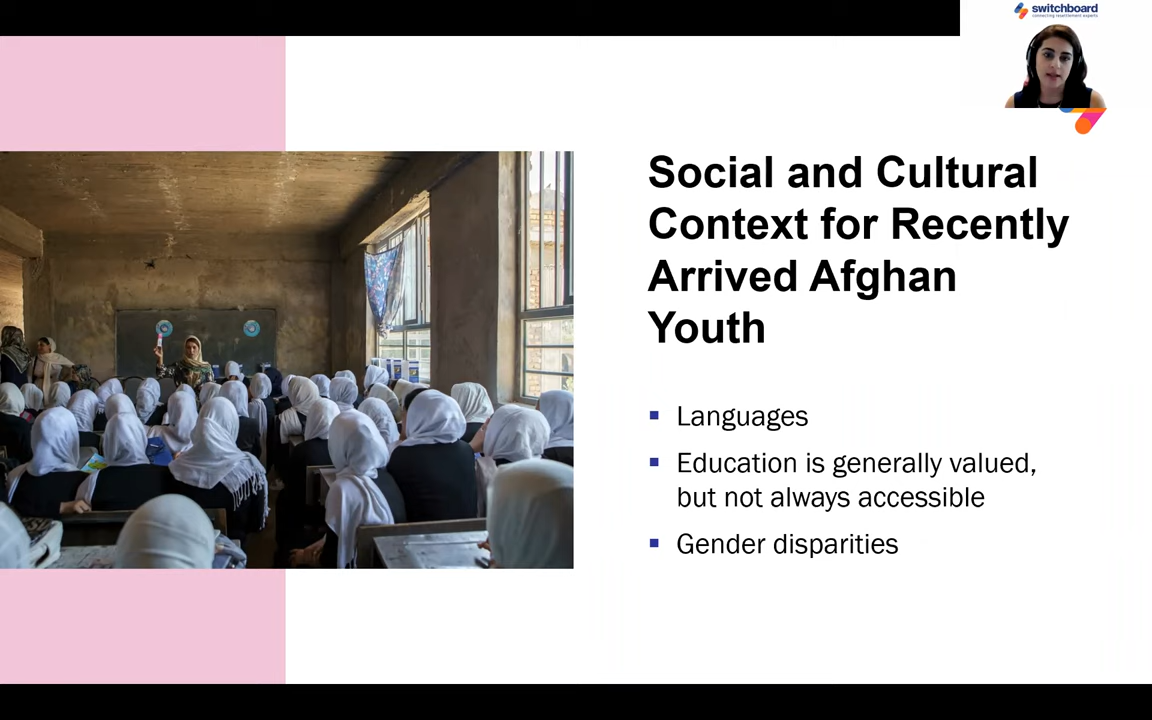 switchboard
connecting resettlement experts
Social and Cultural
Context for Recently
Arrived Afghan
Youth
Languages
Education is generally valued,
but not always accessible
Gender disparities